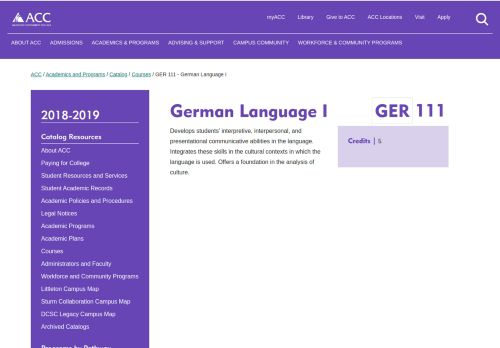 ACC
myACC Library Give to ACC ACC Locations Visit Apply
ABOUT ACC ADMISSIONS ACADEMICS & PROGRAMS ADVISING & SUPPORT CAMPUS COMMUNITY WORKFORCE & COMMUNITY PROGRAMS
ACC / Academics and Programs / Catalog / Courses / GER 111 - German Language I
2018-2019
Catalog Resources
About ACC
Paying for College
Student Resources and Services
Student Academic Records
Academic Policies and Procedures
Legal Notices
Academic Programs
Academic Plans
Courses
Administrators and Faculty
Workforce and Community Programs
Littleton Campus Map
Sturm Collaboration Campus Map
DCSC Legacy Campus Map
Archived Catalogs
German Language I
GER 111
Develops students' interpretive, interpersonal, and
presentational communicative abilities in the language.
Integrates these skills in the cultural contexts in which the
language is used. Offers a foundation in the analysis of
culture.
Credits | 5